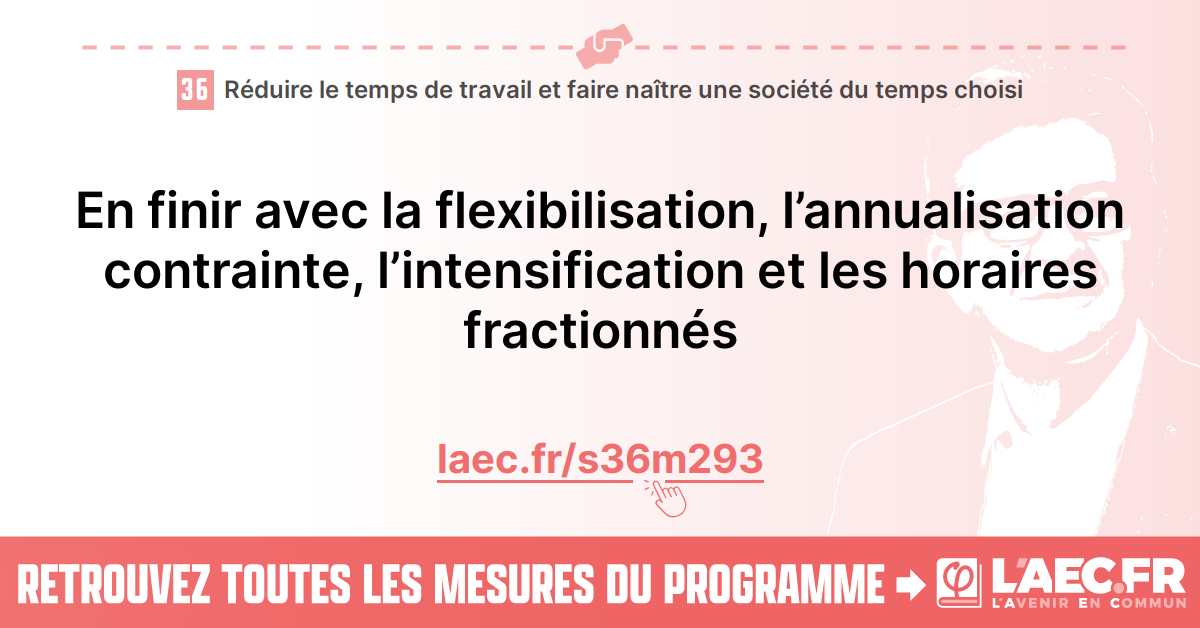 36 Réduire le temps de travail et faire naître une société du temps choisi
En finir avec la flexibilisation, l’annualisation
contrainte, l’intensification et les horaires
fractionnés
laec.fr/s36m293
RETROUVEZ TOUTES LES MESURES DU PROGRAMME
L'AEC.FR
L'AVENIR EN COMMUN